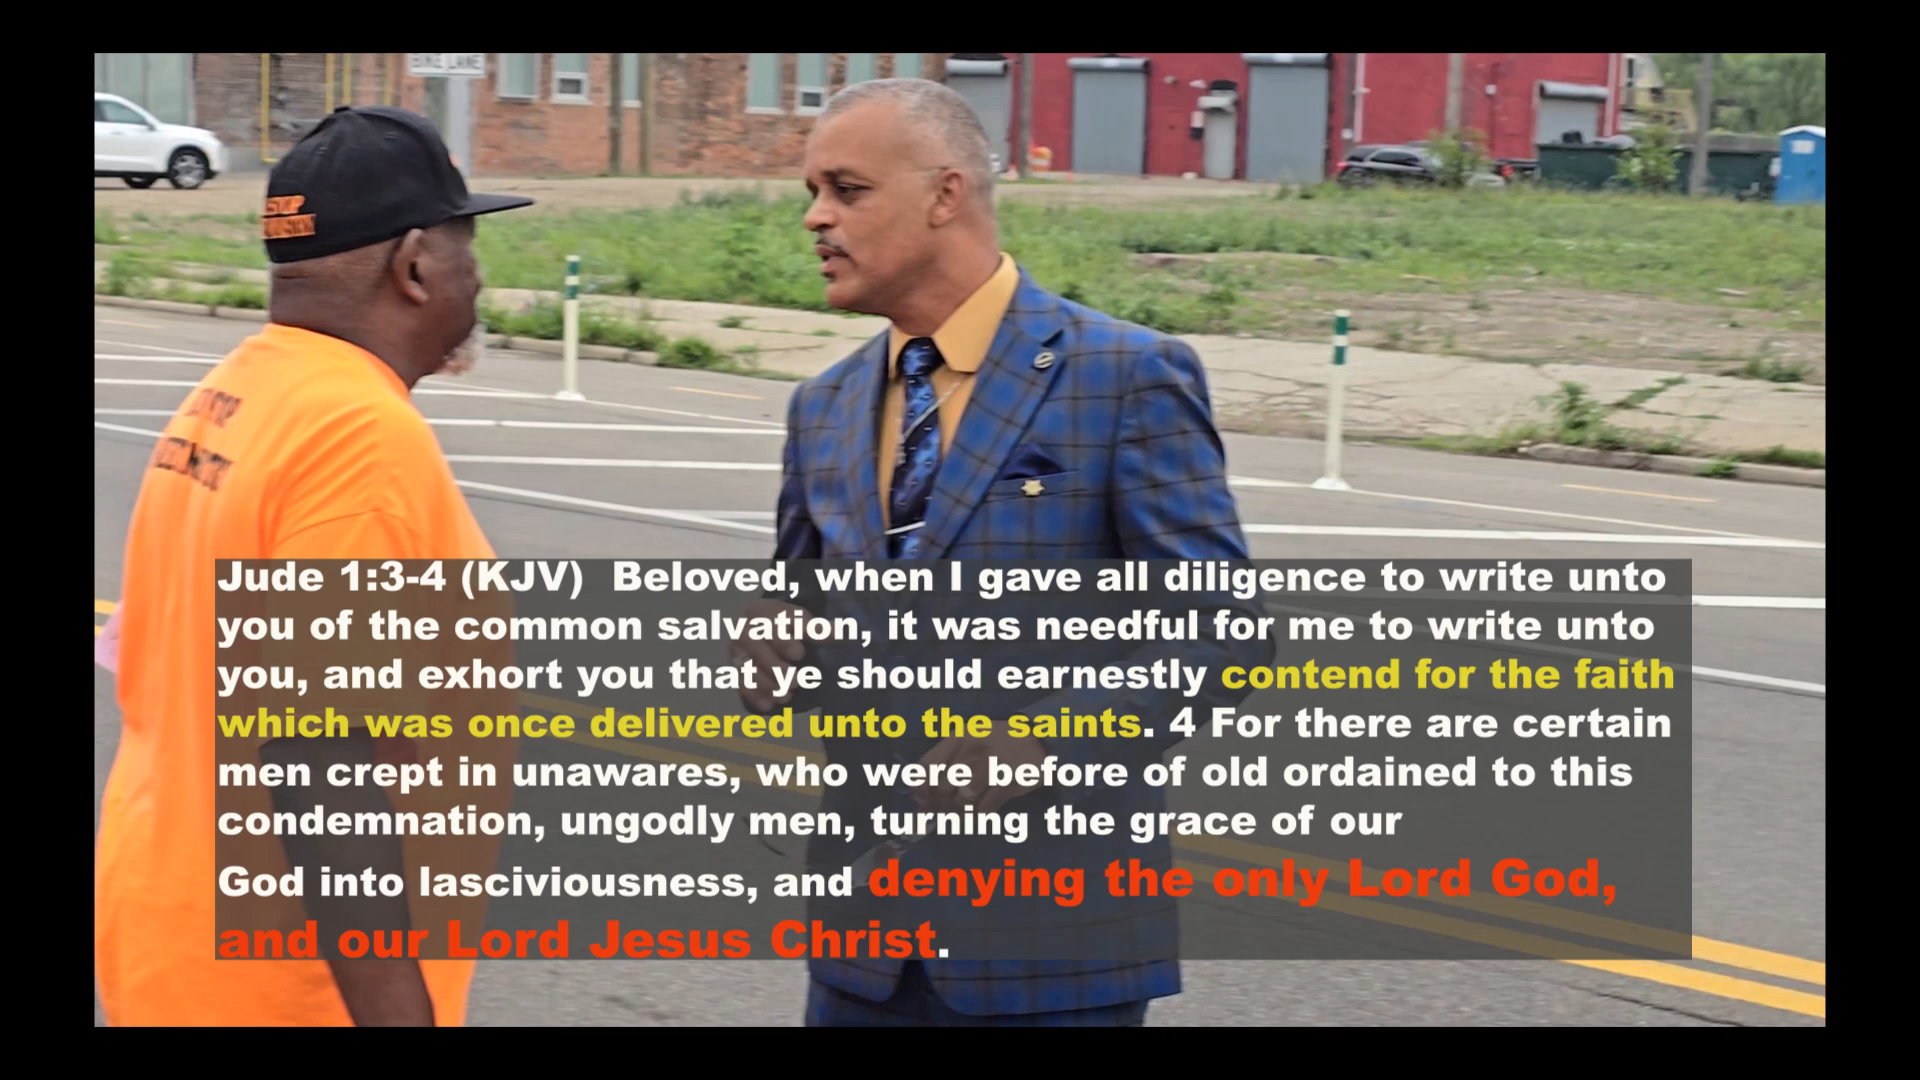 BIKE LANE
STOP
Jude 1:3-4 (KJV) Beloved, when I gave all diligence to write unto
you of the common salvation, it was needful for me to write unto
you, and exhort you that ye should earnestly contend for the faith
which was once delivered unto the saints. 4 For there are certain
men crept in unawares, who were before of old ordained to this
condemnation, ungodly men, turning the grace of our
God into lasciviousness, and denying the only Lord God,
and our Lord Jesus Christ.